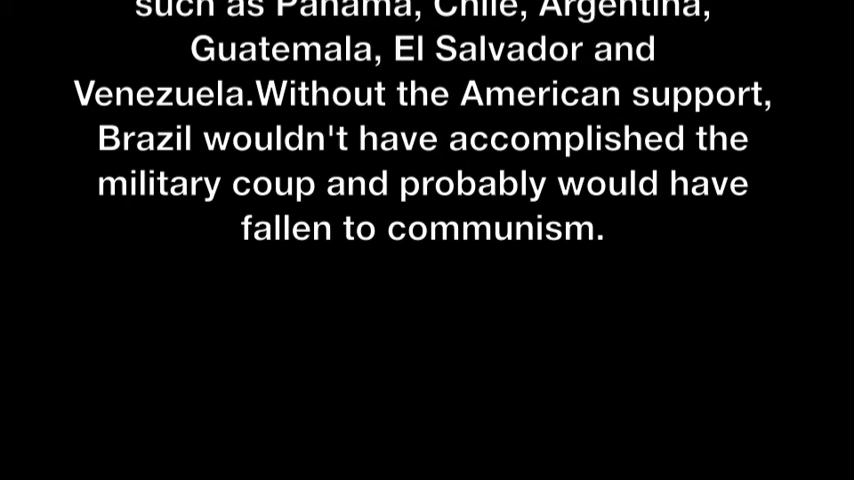 such as Panama, Chile, Argentina,
Guatemala, El Salvador and
Venezuela.Without the American support,
Brazil wouldn't have accomplished the
military coup and probably would have
fallen to communism.